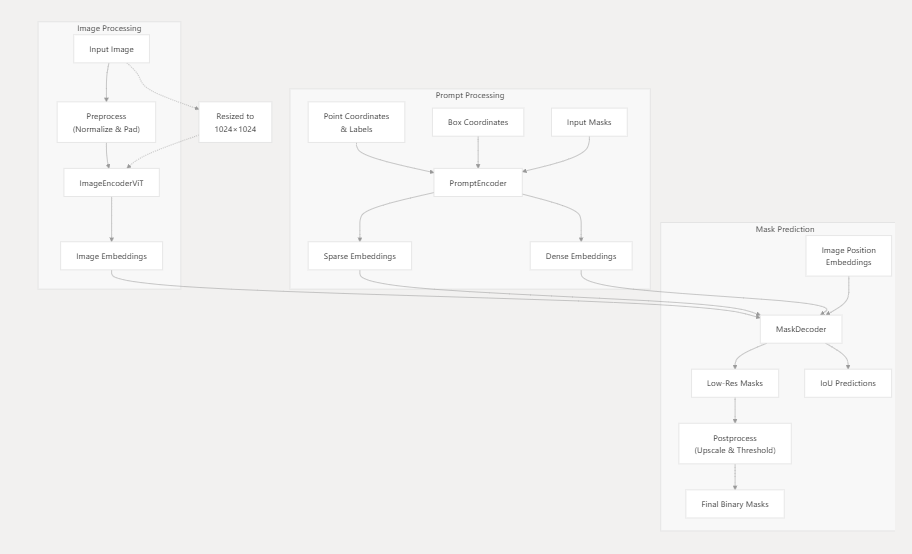 Image Processing
Input Image
Preprocess
(Normalize & Pad)
Resized to
1024×1024
ImageEncoderViT
Image Embeddings
Prompt Processing
Point Coordinates
& Labels
Box Coordinates
Input Masks
PromptEncoder
Sparse Embeddings
Dense Embeddings
Mask Prediction
Image Position
Embeddings
MaskDecoder
Low-Res Masks
IoU Predictions
Postprocess
(Upscale & Threshold)
Final Binary Masks